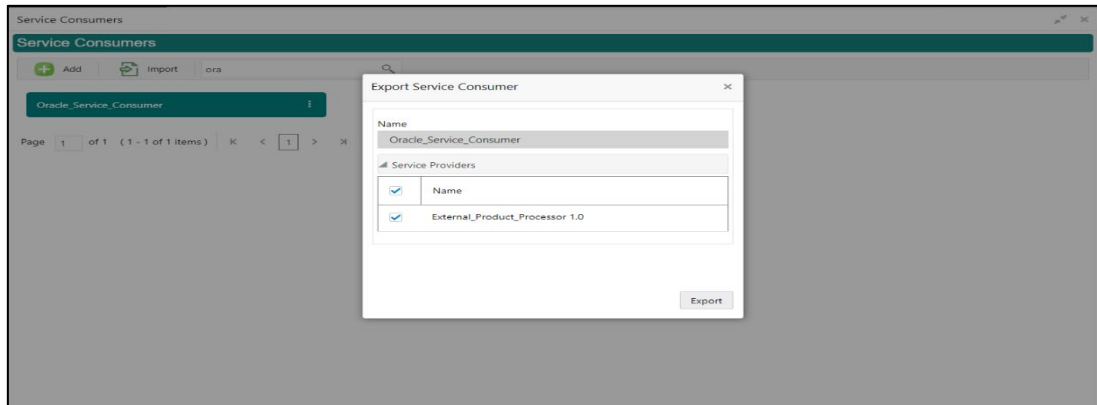 Service Consumers
Service Consumers
Add Import ora
Oracle_Service_Consumer
Page 1 of 1 (1 - 1 of 1 items) K < 1 > >|
Export Service Consumer
Name
Oracle_Service_Consumer
Service Providers
Name
External_Product_Processor 1.0
Export